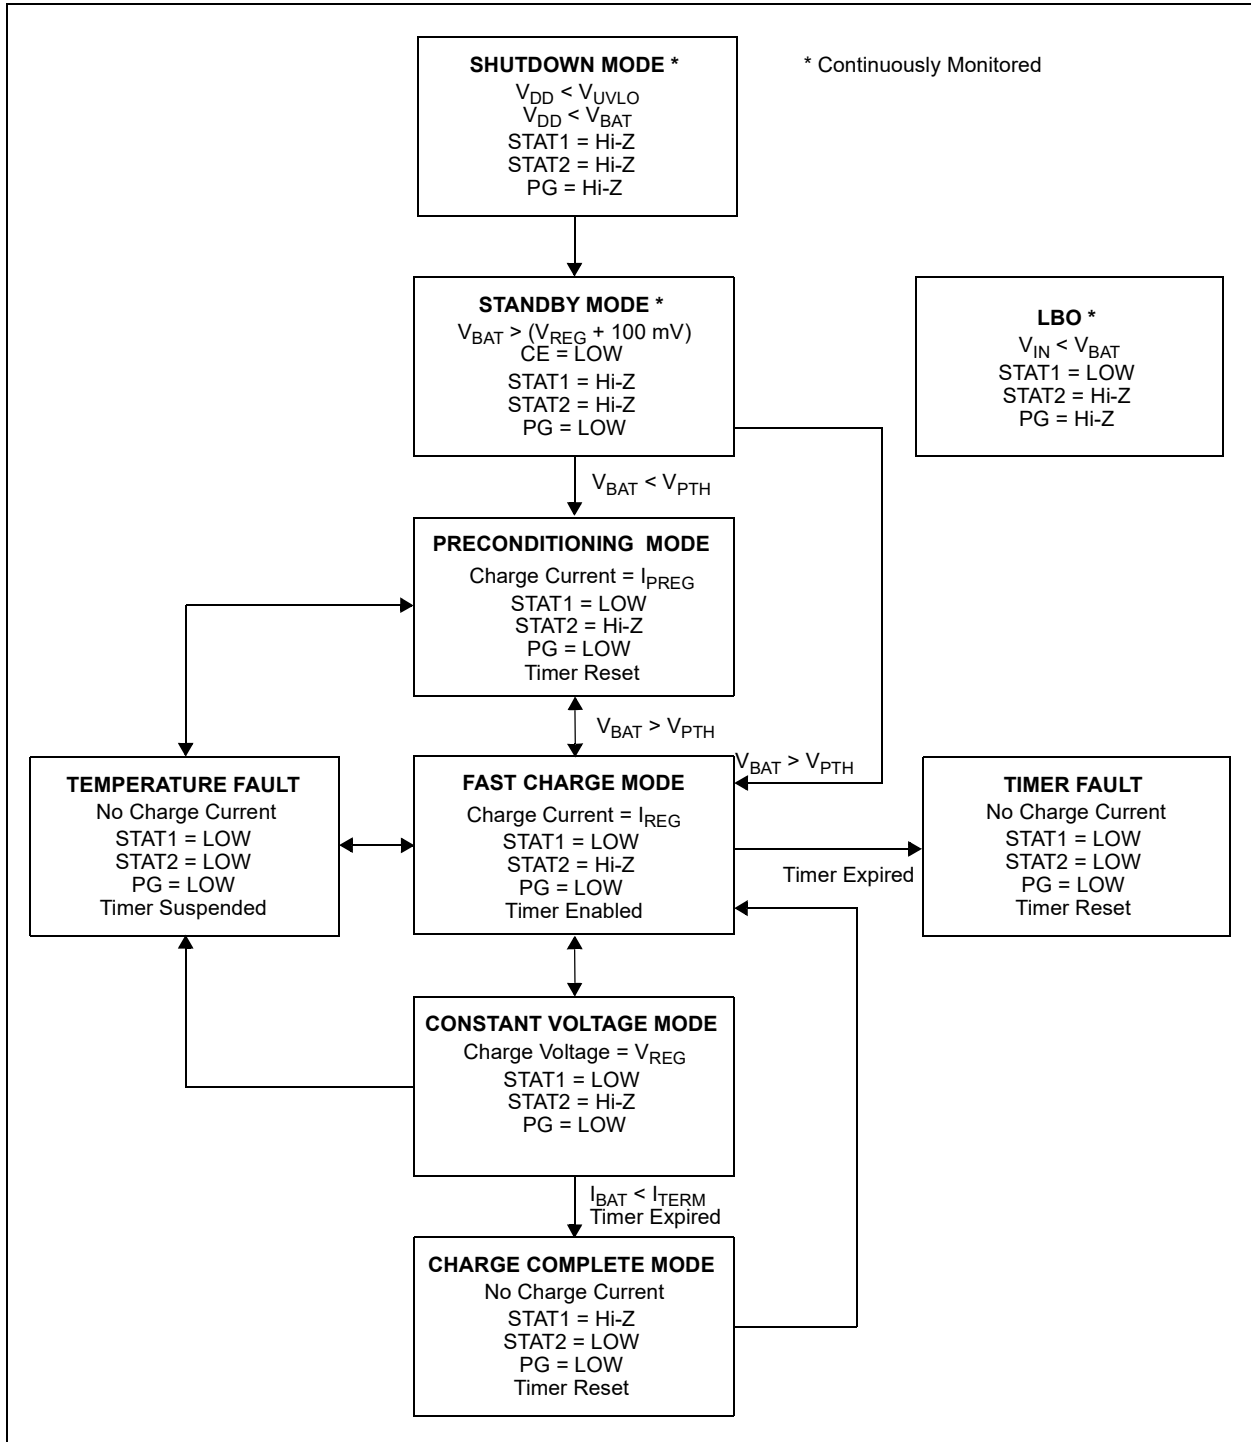 SHUTDOWN MODE *
V_DD < V_UVLO
V_DD < V_BAT
STAT1 = Hi-Z
STAT2 = Hi-Z
PG = Hi-Z
* Continuously Monitored
STANDBY MODE *
V_BAT > (V_REG + 100 mV)
CE = LOW
STAT1 = Hi-Z
STAT2 = Hi-Z
PG = LOW
LBO *
V_IN < V_BAT
STAT1 = LOW
STAT2 = Hi-Z
PG = Hi-Z
V_BAT < V_PTH
PRECONDITIONING MODE
Charge Current = I_PREG
STAT1 = LOW
STAT2 = Hi-Z
PG = LOW
Timer Reset
V_BAT > V_PTH
V_BAT > V_PTH
TEMPERATURE FAULT
No Charge Current
STAT1 = LOW
STAT2 = LOW
PG = LOW
Timer Suspended
FAST CHARGE MODE
Charge Current = I_REG
STAT1 = LOW
STAT2 = Hi-Z
PG = LOW
Timer Enabled
Timer Expired
TIMER FAULT
No Charge Current
STAT1 = LOW
STAT2 = LOW
PG = LOW
Timer Reset
CONSTANT VOLTAGE MODE
Charge Voltage = V_REG
STAT1 = LOW
STAT2 = Hi-Z
PG = LOW
I_BAT < I_TERM
Timer Expired
CHARGE COMPLETE MODE
No Charge Current
STAT1 = Hi-Z
STAT2 = LOW
PG = LOW
Timer Reset